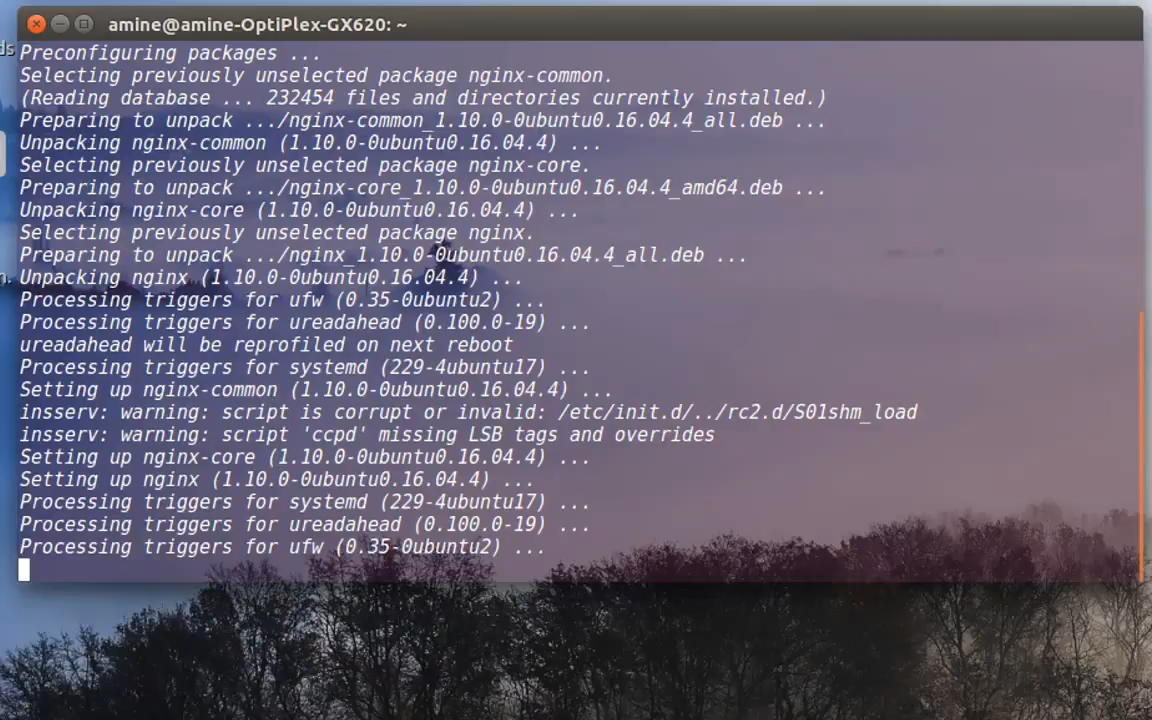 amine@amine-OptiPlex-GX620: ~
Preconfiguring packages ...
Selecting previously unselected package nginx-common.
(Reading database ... 232454 files and directories currently installed.)
Preparing to unpack .../nginx-common_1.10.0-0ubuntu0.16.04.4_all.deb ...
Unpacking nginx-common (1.10.0-0ubuntu0.16.04.4) ...
Selecting previously unselected package nginx-core.
Preparing to unpack .../nginx-core_1.10.0-0ubuntu0.16.04.4_amd64.deb ...
Unpacking nginx-core (1.10.0-0ubuntu0.16.04.4) ...
Selecting previously unselected package nginx.
Preparing to unpack .../nginx_1.10.0-0ubuntu0.16.04.4_all.deb ...
Unpacking nginx (1.10.0-0ubuntu0.16.04.4) ...
Processing triggers for ufw (0.35-0ubuntu2) ...
Processing triggers for ureadahead (0.100.0-19) ...
ureadahead will be reprofiled on next reboot
Processing triggers for systemd (229-4ubuntu17) ...
Setting up nginx-common (1.10.0-0ubuntu0.16.04.4) ...
insserv: warning: script is corrupt or invalid: /etc/init.d/../rc2.d/S01shm_load
insserv: warning: script 'ccpd' missing LSB tags and overrides
Setting up nginx-core (1.10.0-0ubuntu0.16.04.4) ...
Setting up nginx (1.10.0-0ubuntu0.16.04.4) ...
Processing triggers for systemd (229-4ubuntu17) ...
Processing triggers for ureadahead (0.100.0-19) ...
Processing triggers for ufw (0.35-0ubuntu2) ...